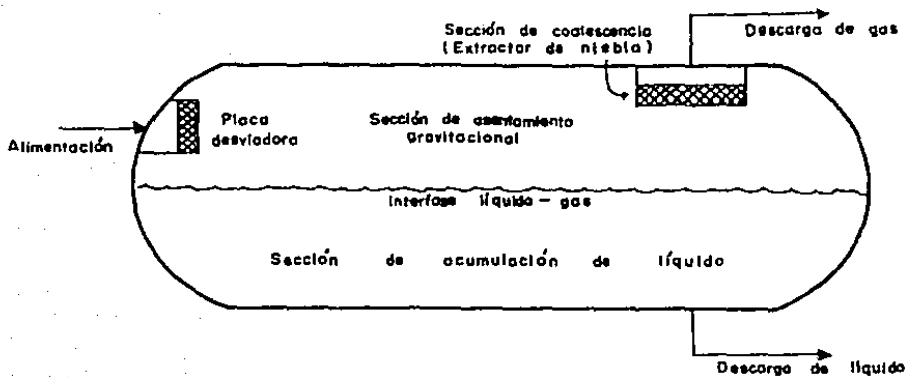 Sección de coalescencia
(Extractor de niebla)
Descarga de gas
Placa
desviadora
Sección de asentamiento
gravitacional
Alimentación
Interfase líquido - gas
Sección de acumulación de líquido
Descarga de líquido